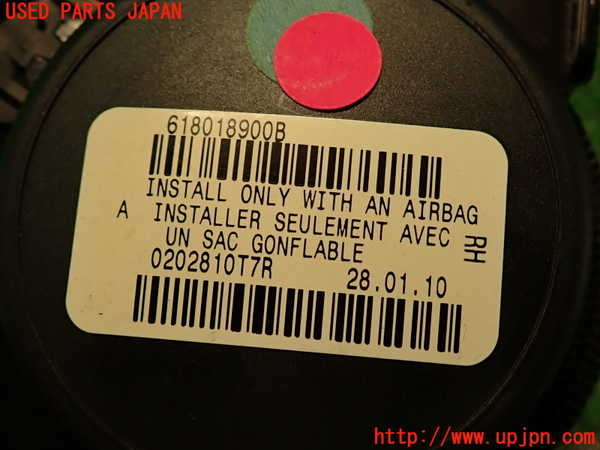 USED PARTS JAPAN
618018900B
INSTALL ONLY WITH AN AIRBAG
A INSTALLER SEULEMENT AVEC
UN SAC GONFLABLE
RH
0202810T7R 28.01.10
http://www.upjpn.com/